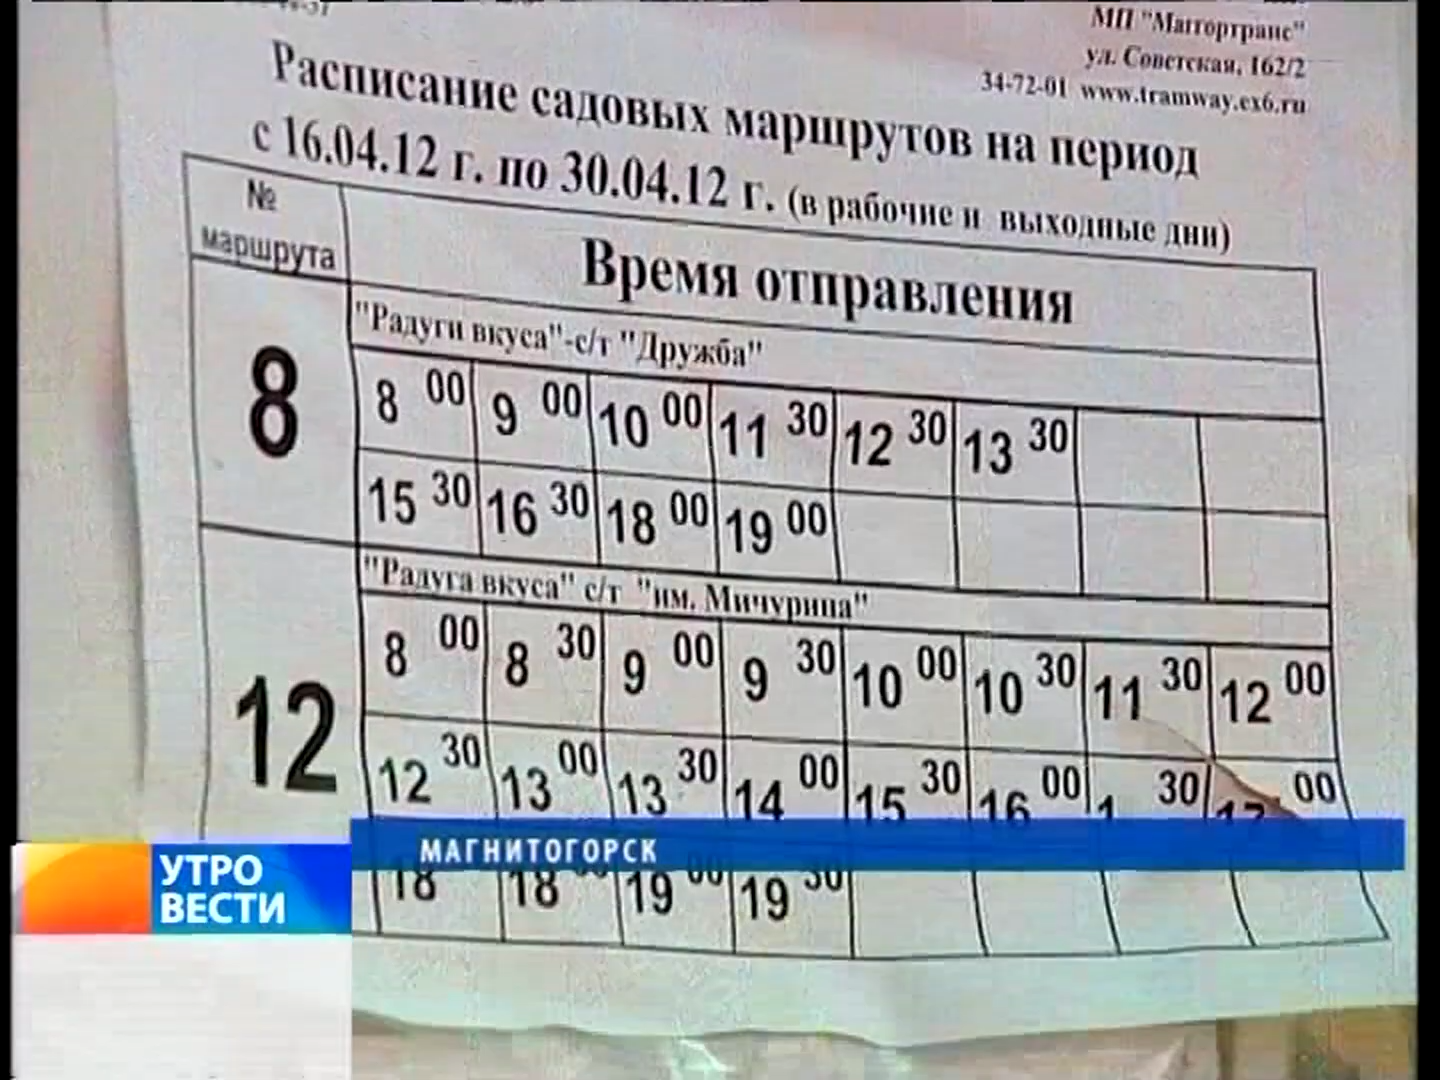 МП "Маггортранс"
ул. Советская, 162/2
34-72-01 www.tramway.ex6.ru
Расписание садовых маршрутов на период
с 16.04.12 г. по 30.04.12 г. (в рабочие и выходные дни)
№
маршрута
Время отправления
8
"Радуги вкуса"-с/т "Дружба"
8 00 9 00 10 00 11 30 12 30 13 30
15 30 16 30 18 00 19 00
12
"Радуга вкуса" с/т "им. Мичурина"
8 00 8 30 9 00 9 30 10 00 10 30 11 30 12 00
12 30 13 00 13 30 14 00 15 30 16 00 30 17 00
МАГНИТОГОРСК
18 18 19 00 19 30
УТРО
ВЕСТИ